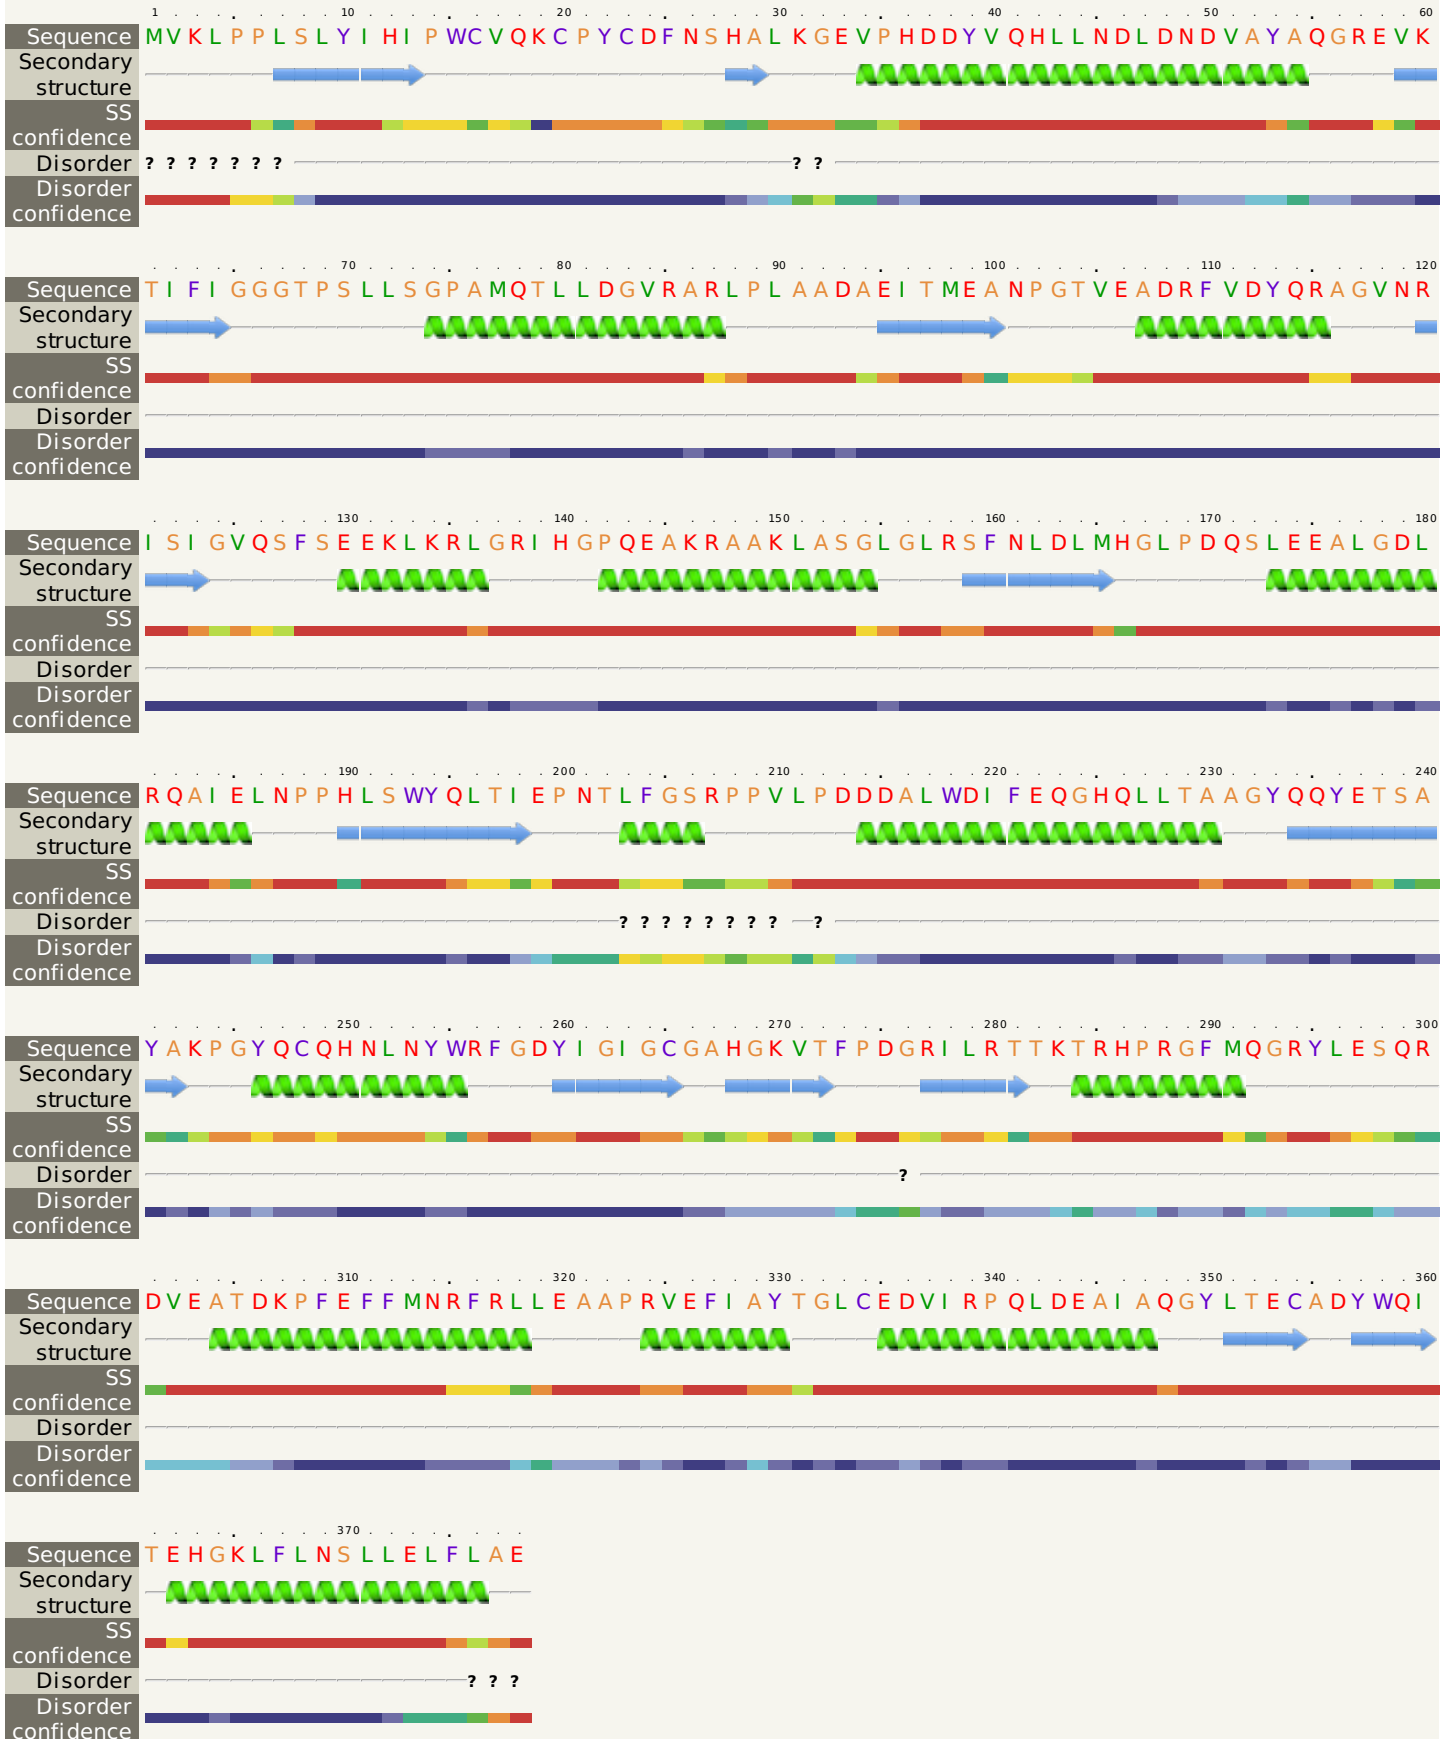 1 . . . . 10 . . . . 20 . . . . 30 . . . . 40 . . . . 50 . . . . 60
Sequence MVKLPPLSLYIHIPWCVQKCPYCDFNSHALKGEVPHDDYVQHLLNDLDNDVAYAQGREVK
Secondary
structure
SS
confidence
Disorder ? ? ? ? ? ? ? ? ?
Disorder
confidence
70 . . . . 80 . . . . 90 . . . . 100 . . . . 110 . . . . 120
Sequence TIFIGGGTPSLLSGPAMQTLLDGVRARLPLAADAEITMEANPGTVEADRFVDYQRAGVNR
Secondary
structure
SS
confidence
Disorder
Disorder
confidence
130 . . . . 140 . . . . 150 . . . . 160 . . . . 170 . . . . 180
Sequence ISIGVQSFSEEKLKRLGRIHGPQEAKRAAKLASGLGLRSFNLDLMHGLPDQSLEEALGDL
Secondary
structure
SS
confidence
Disorder
Disorder
confidence
190 . . . . 200 . . . . 210 . . . . 220 . . . . 230 . . . . 240
Sequence RQAIELNPPHLSWYQLTIEPNTLFGSRPPVLPDDDALWDIFEQGHQLLTAAGYQQYETSA
Secondary
structure
SS
confidence
Disorder ? ? ? ? ? ? ? ? ?
Disorder
confidence
250 . . . . 260 . . . . 270 . . . . 280 . . . . 290 . . . . 300
Sequence YAKPGYQCQHNLNYWRFGDYIGIGCGAHGKVTFPDGRILRTTKTRHPRGFMQGRYLESQR
Secondary
structure
SS
confidence
Disorder ?
Disorder
confidence
310 . . . . 320 . . . . 330 . . . . 340 . . . . 350 . . . . 360
Sequence DVEATDKPFEFFMNRFRLLEAAPRVEFIAYTGLCEDVIRPQLDEAIAQGYLTECADYWQI
Secondary
structure
SS
confidence
Disorder
Disorder
confidence
370
Sequence TEHGKLFLNSLLELFLAE
Secondary
structure
SS
confidence
Disorder ? ? ?
Disorder
confidence